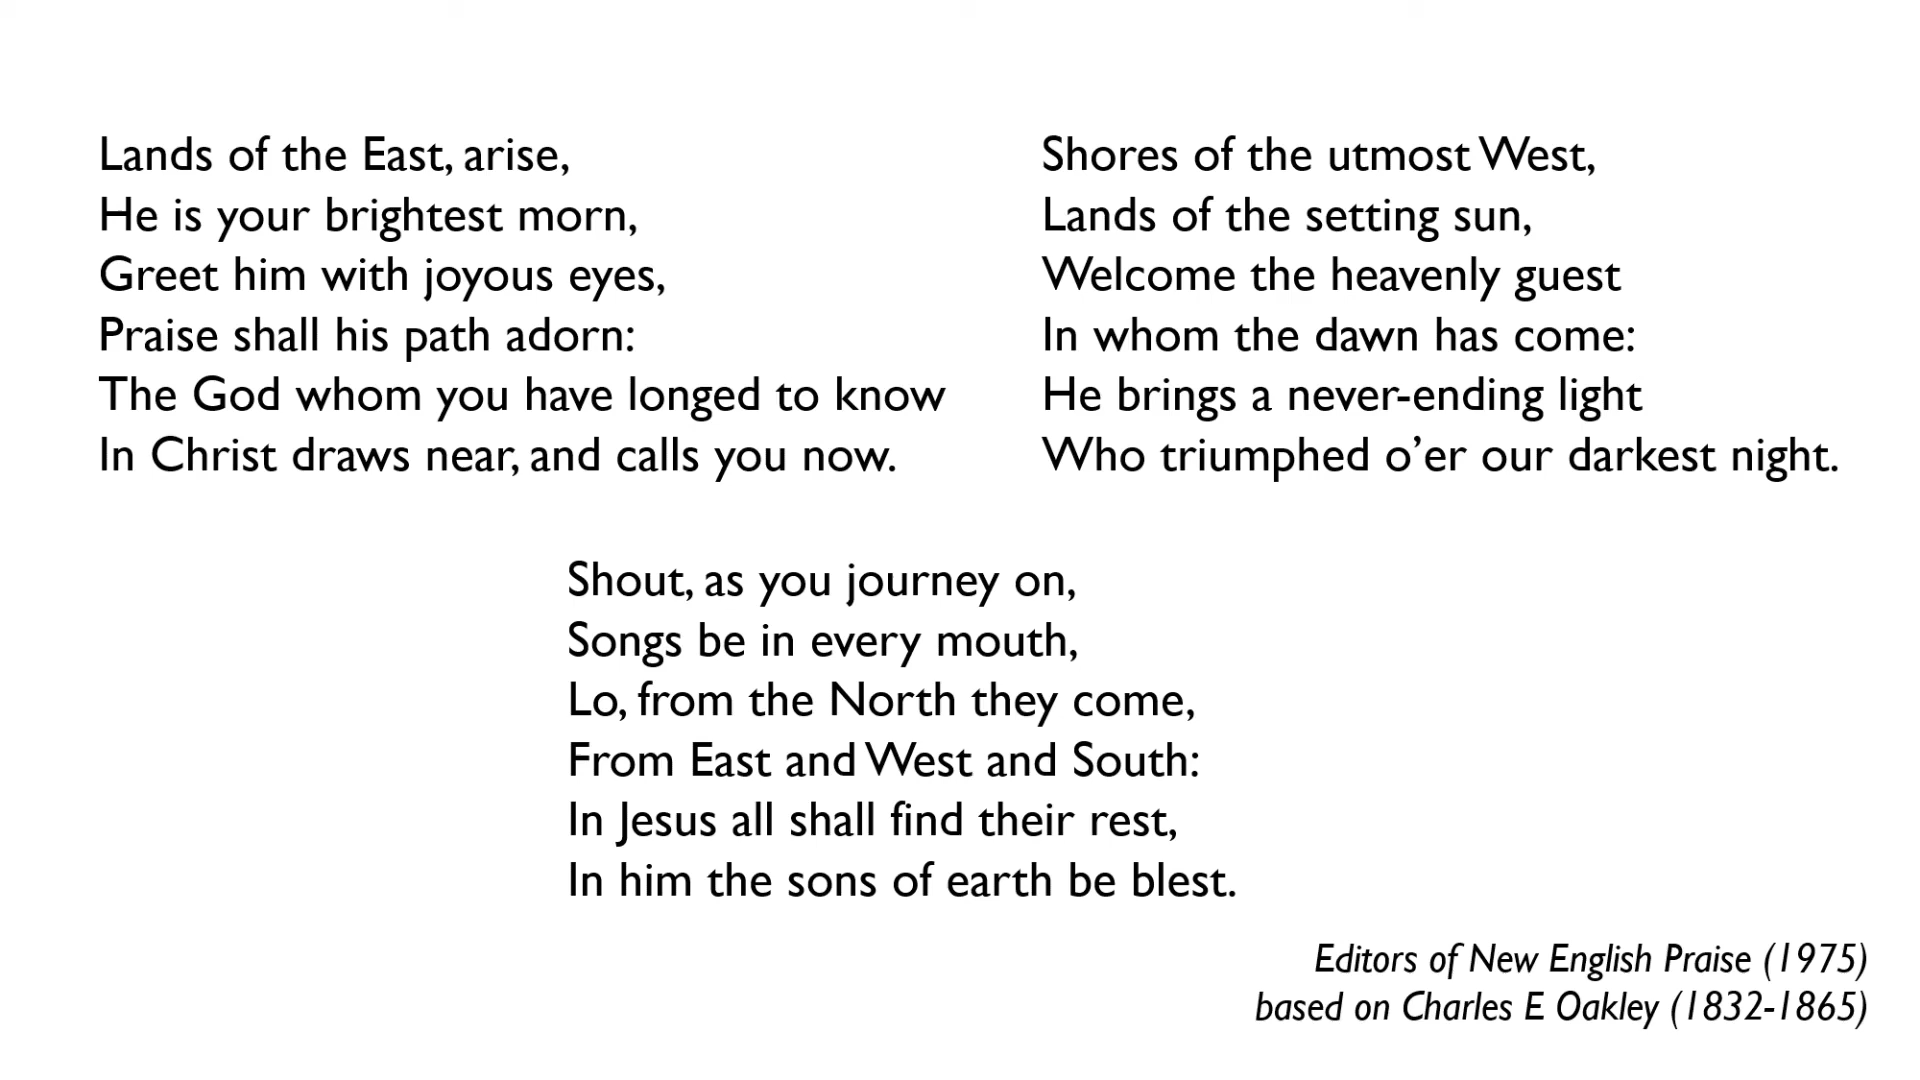 Lands of the East, arise,
He is your brightest morn,
Greet him with joyous eyes,
Praise shall his path adorn:
The God whom you have longed to know
In Christ draws near, and calls you now.
Shores of the utmost West,
Lands of the setting sun,
Welcome the heavenly guest
In whom the dawn has come:
He brings a never-ending light
Who triumphed o’er our darkest night.
Shout, as you journey on,
Songs be in every mouth,
Lo, from the North they come,
From East and West and South:
In Jesus all shall find their rest,
In him the sons of earth be blest.
Editors of New English Praise (1975)
based on Charles E Oakley (1832-1865)